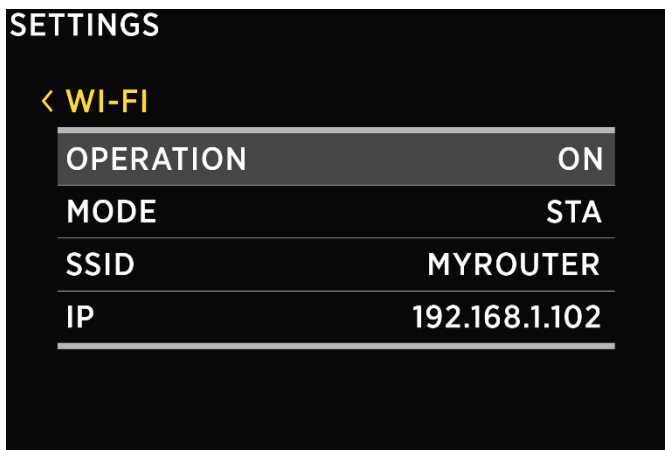 SETTINGS
< WI-FI
OPERATION ON
MODE STA
SSID MYROUTER
IP 192.168.1.102